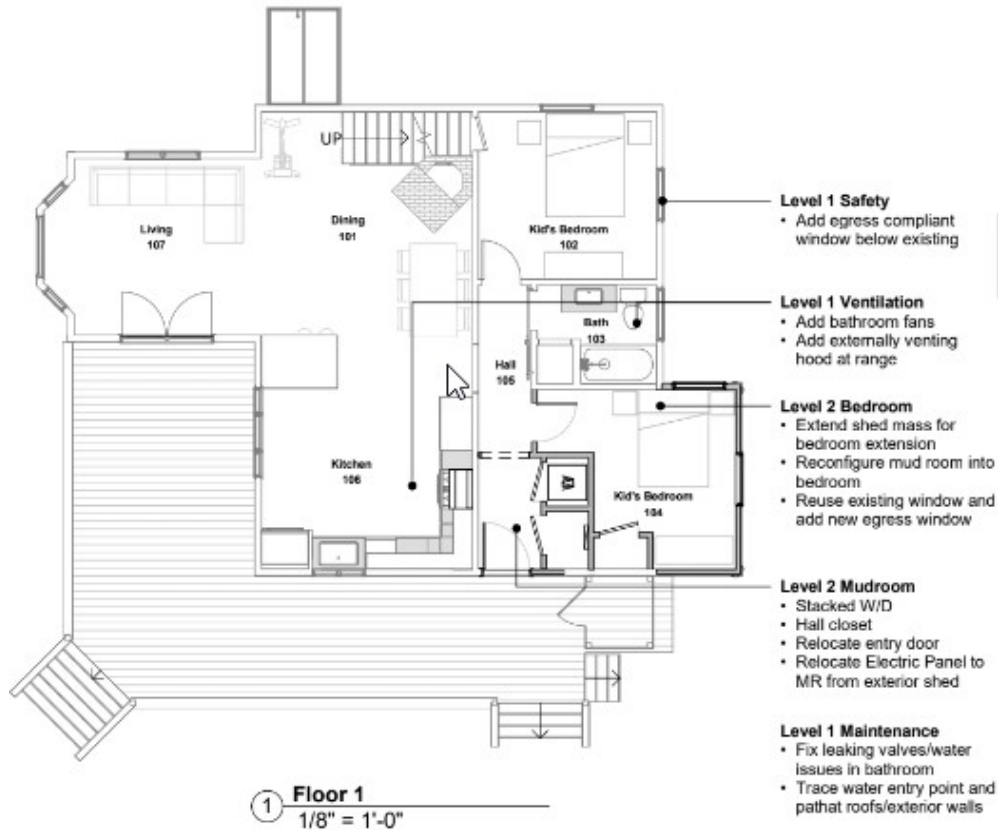 UP
Living
107
Dining
101
Kid's Bedroom
102
Bath
103
Hall
105
Kitchen
106
Kid's Bedroom
104
Level 1 Safety
• Add egress compliant
window below existing
Level 1 Ventilation
• Add bathroom fans
• Add externally venting
hood at range
Level 2 Bedroom
• Extend shed mass for
bedroom extension
• Reconfigure mud room into
bedroom
• Reuse existing window and
add new egress window
Level 2 Mudroom
• Stacked W/D
• Hall closet
• Relocate entry door
• Relocate Electric Panel to
MR from exterior shed
Level 1 Maintenance
• Fix leaking valves/water
issues in bathroom
• Trace water entry point and
pathat roofs/exterior walls
1 Floor 1
1/8" = 1'-0"